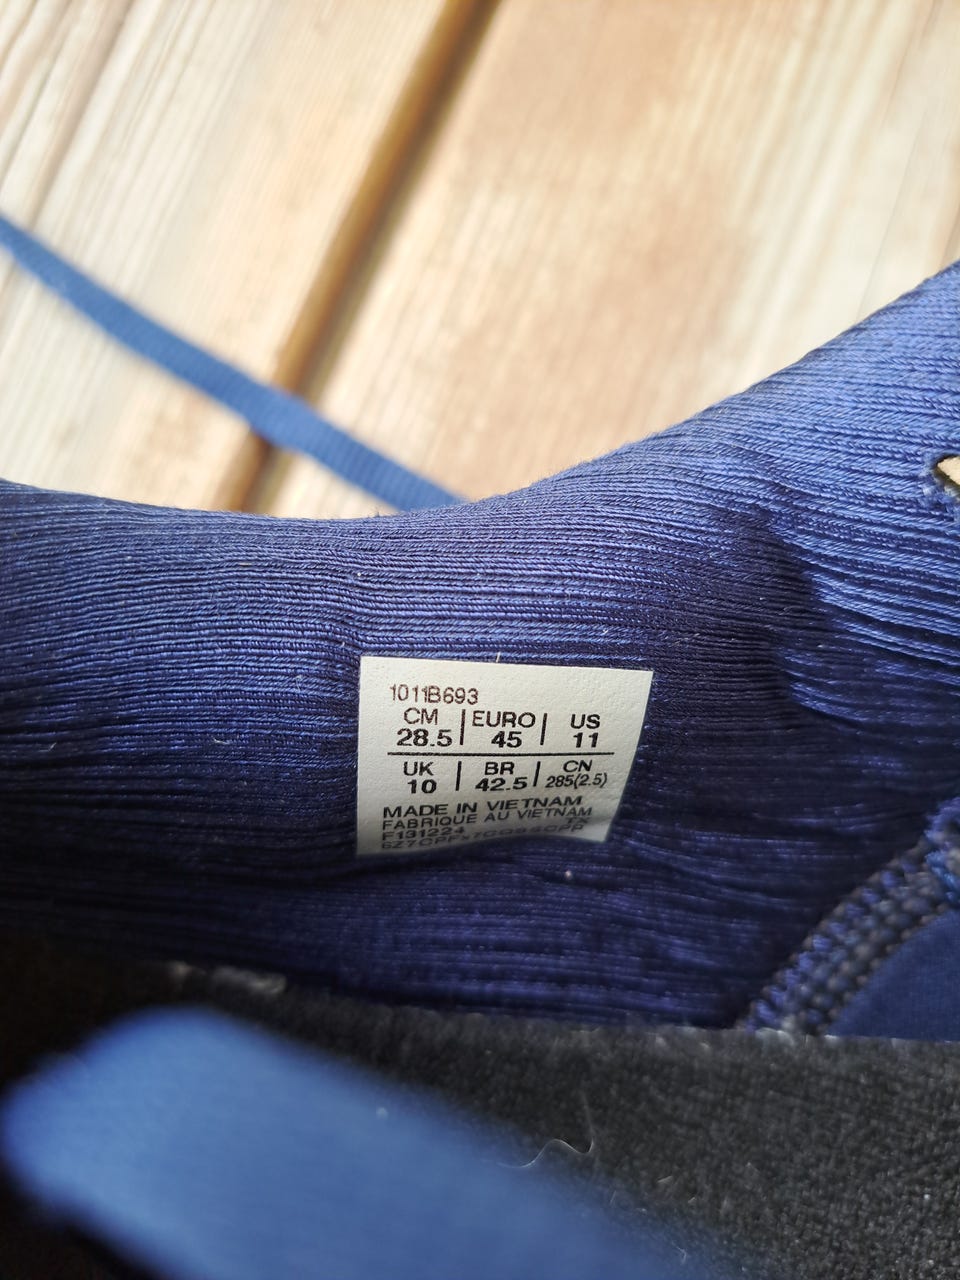 1011B693
CM | EURO | US
28.5 | 45 | 11
UK | BR | CN
10 | 42.5 | 285(2.5)
MADE IN VIETNAM
FABRIQUE AU VIETNAM
F131224 TX